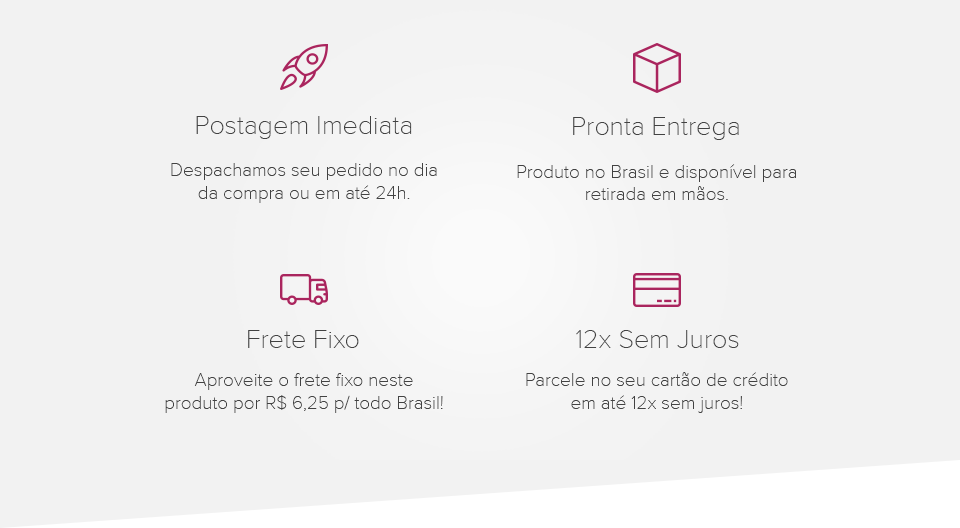 Postagem Imediata
Despachamos seu pedido no dia
da compra ou em até 24h.
Pronta Entrega
Produto no Brasil e disponível para
retirada em mãos.
Frete Fixo
Aproveite o frete fixo neste
produto por R$ 6,25 p/ todo Brasil!
12x Sem Juros
Parcele no seu cartão de crédito
em até 12x sem juros!